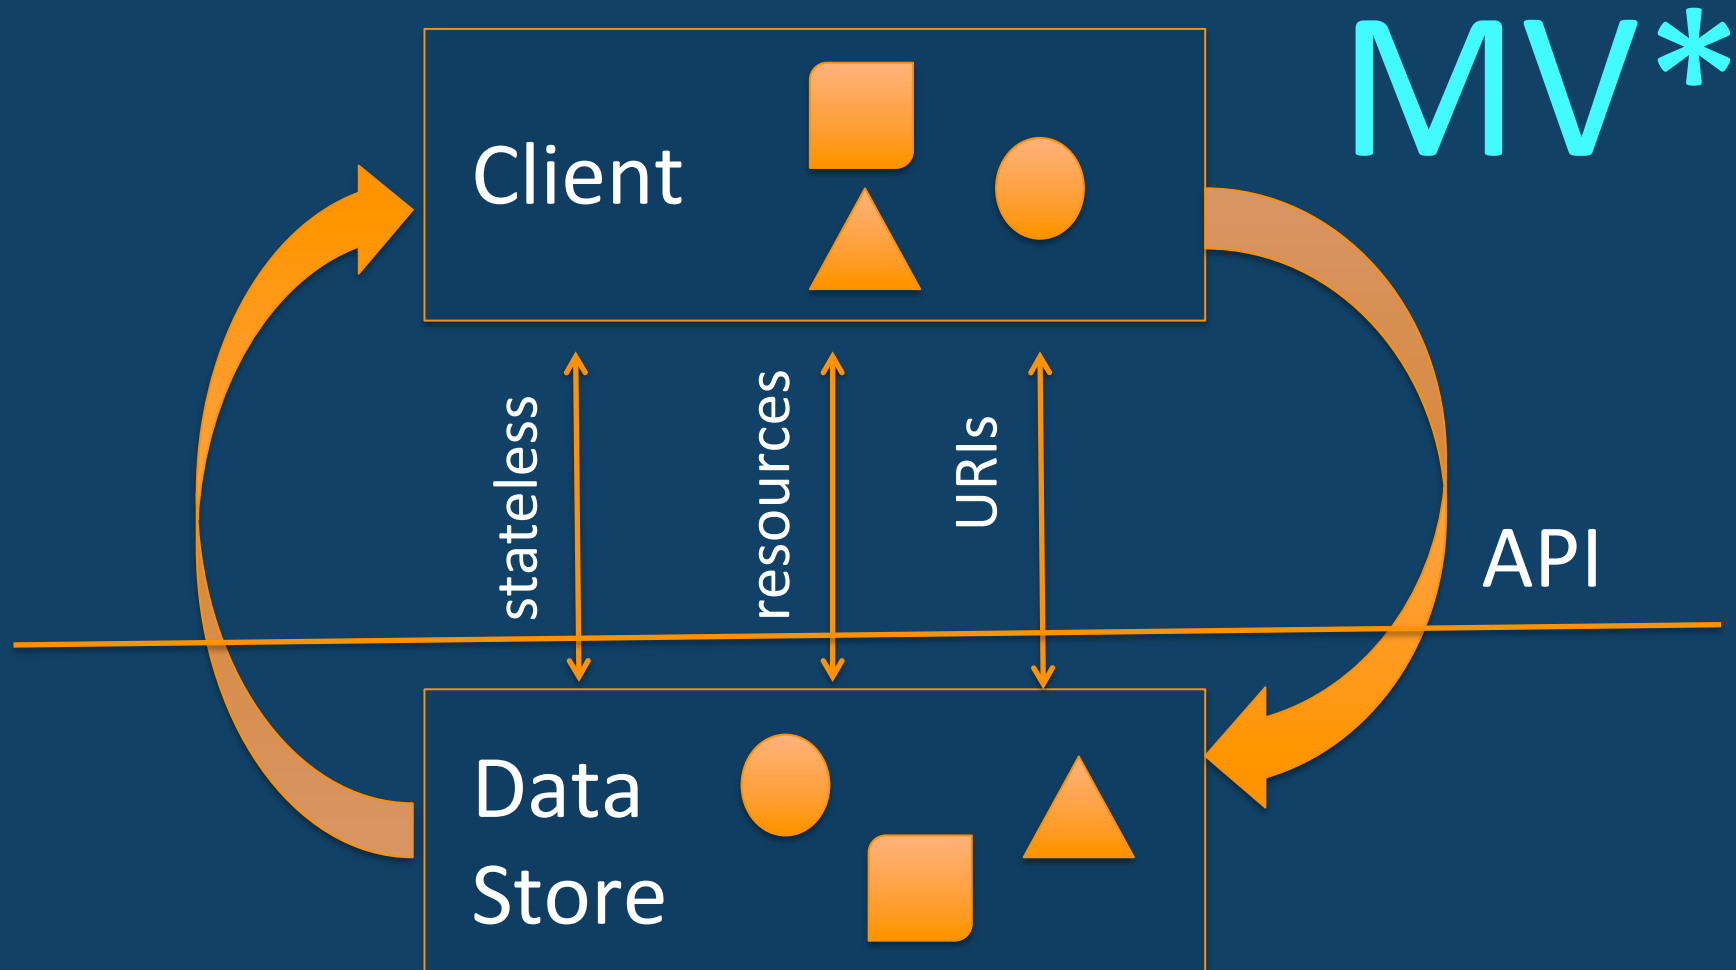 MV*
Client
stateless
resources
URIs
API
Data
Store